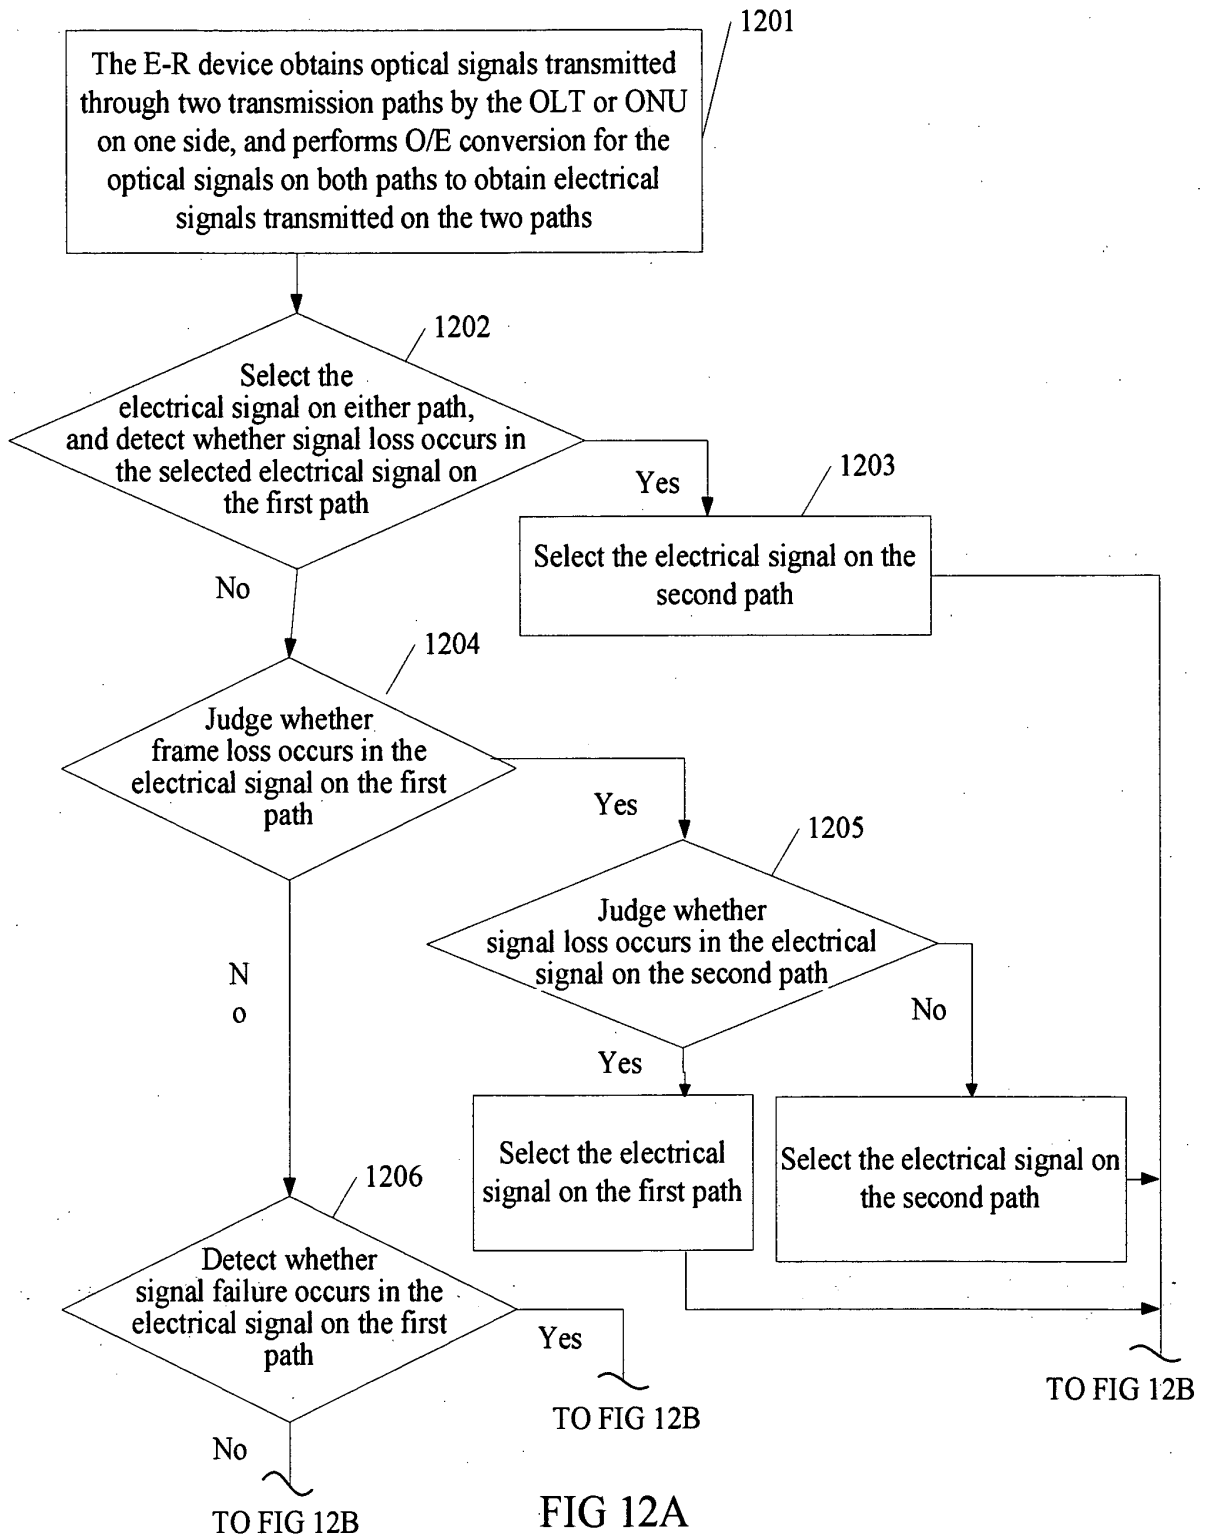 1201
The E-R device obtains optical signals transmitted
through two transmission paths by the OLT or ONU
on one side, and performs O/E conversion for the
optical signals on both paths to obtain electrical
signals transmitted on the two paths
1202
Select the
electrical signal on either path,
and detect whether signal loss occurs in
the selected electrical signal on
the first path
Yes
No
1203
Select the electrical signal on the
second path
1204
Judge whether
frame loss occurs in the
electrical signal on the first
path
Yes
N
o
1205
Judge whether
signal loss occurs in the electrical
signal on the second path
No
Yes
Select the electrical
signal on the first path
Select the electrical signal on
the second path
1206
Detect whether
signal failure occurs in the
electrical signal on the first
path
Yes
No
TO FIG 12B
TO FIG 12B
TO FIG 12B
FIG 12A